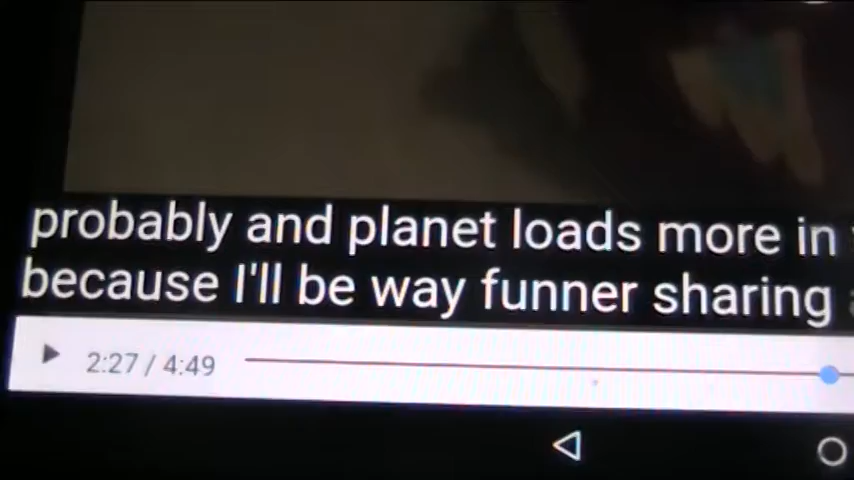 probably and planet loads more in
because I'll be way funner sharing
2:27 / 4:49